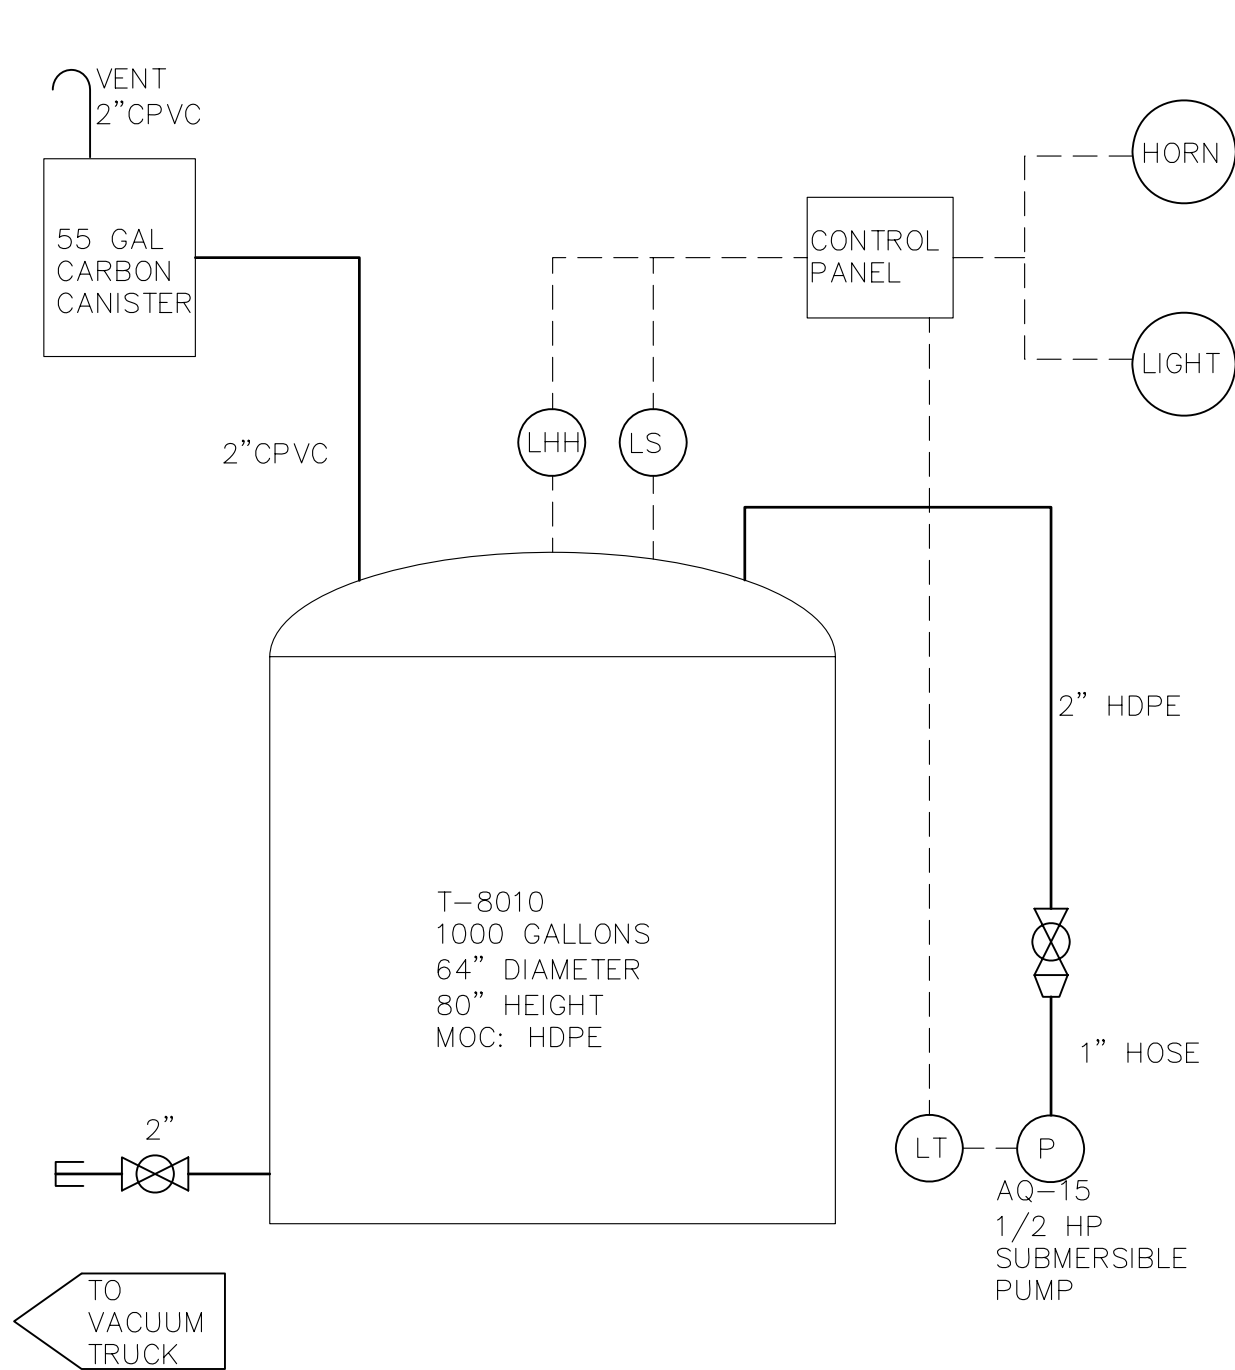 VENT
2”CPVC
HORN
55 GAL
CARBON
CANISTER
CONTROL
PANEL
LIGHT
2”CPVC
LHH
LS
2” HDPE
T-8010
1000 GALLONS
64” DIAMETER
80” HEIGHT
MOC: HDPE
1” HOSE
2”
LT
P
AQ-15
1/2 HP
SUBMERSIBLE
PUMP
TO
VACUUM
TRUCK